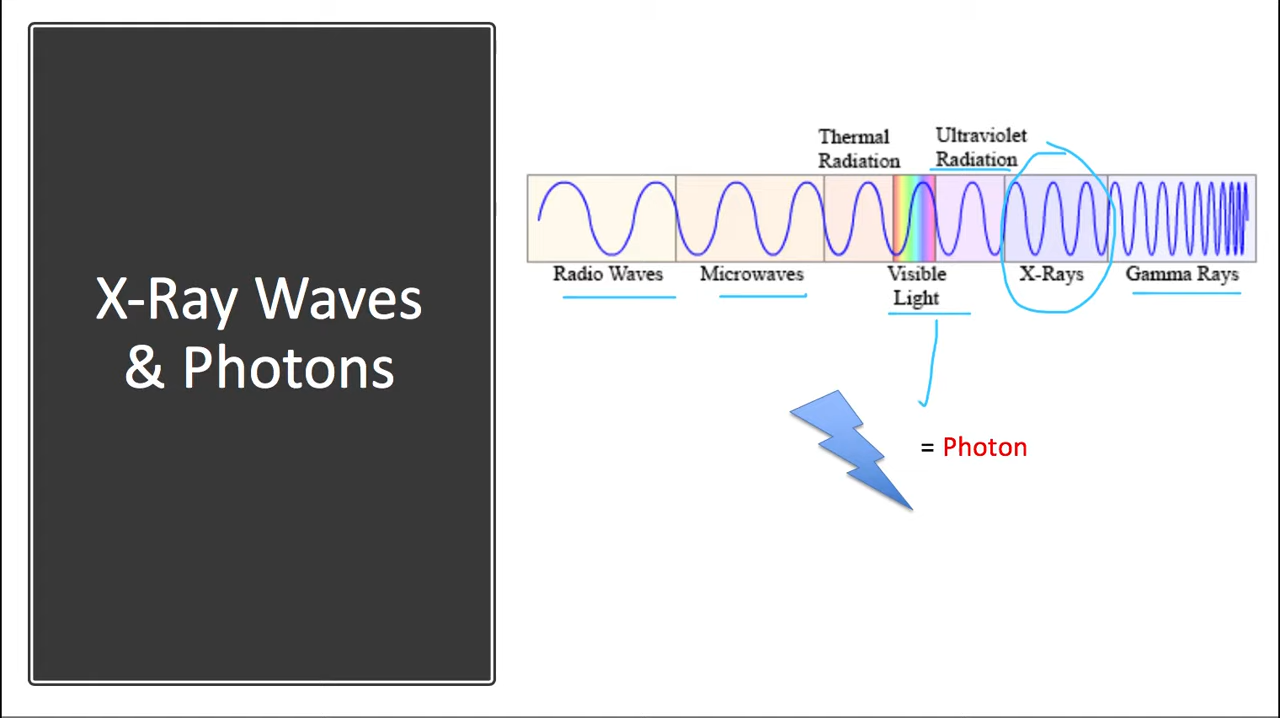 X-Ray Waves
& Photons
Thermal
Radiation
Ultraviolet
Radiation
Radio Waves
Microwaves
Visible
Light
X-Rays
Gamma Rays
= Photon